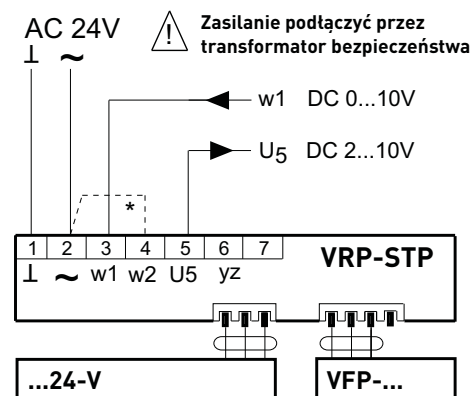 AC 24V
⊥ ~
! Zasilanie podłączyć przez
transformator bezpieczeństwa
w1 DC 0...10V
U5 DC 2...10V
*
1 2 3 4 5 6 7
⊥ ~ w1 w2 U5 yz
VRP-STP
...24-V
VFP-...